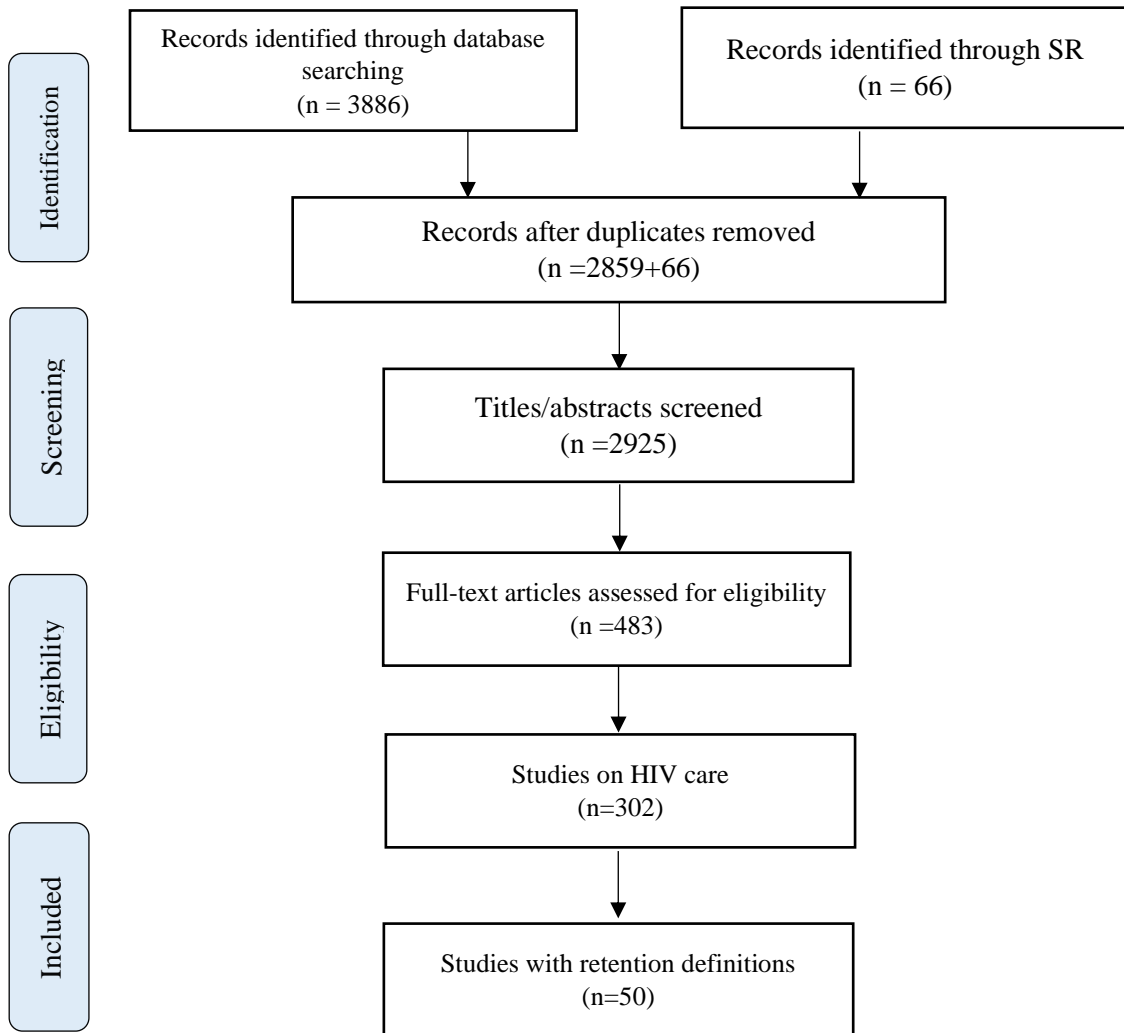 Records identified through database
searching
(n = 3886)
Records identified through SR
(n = 66)
Identification
Records after duplicates removed
(n =2859+66)
Screening
Titles/abstracts screened
(n =2925)
Eligibility
Full-text articles assessed for eligibility
(n =483)
Studies on HIV care
(n=302)
Included
Studies with retention definitions
(n=50)